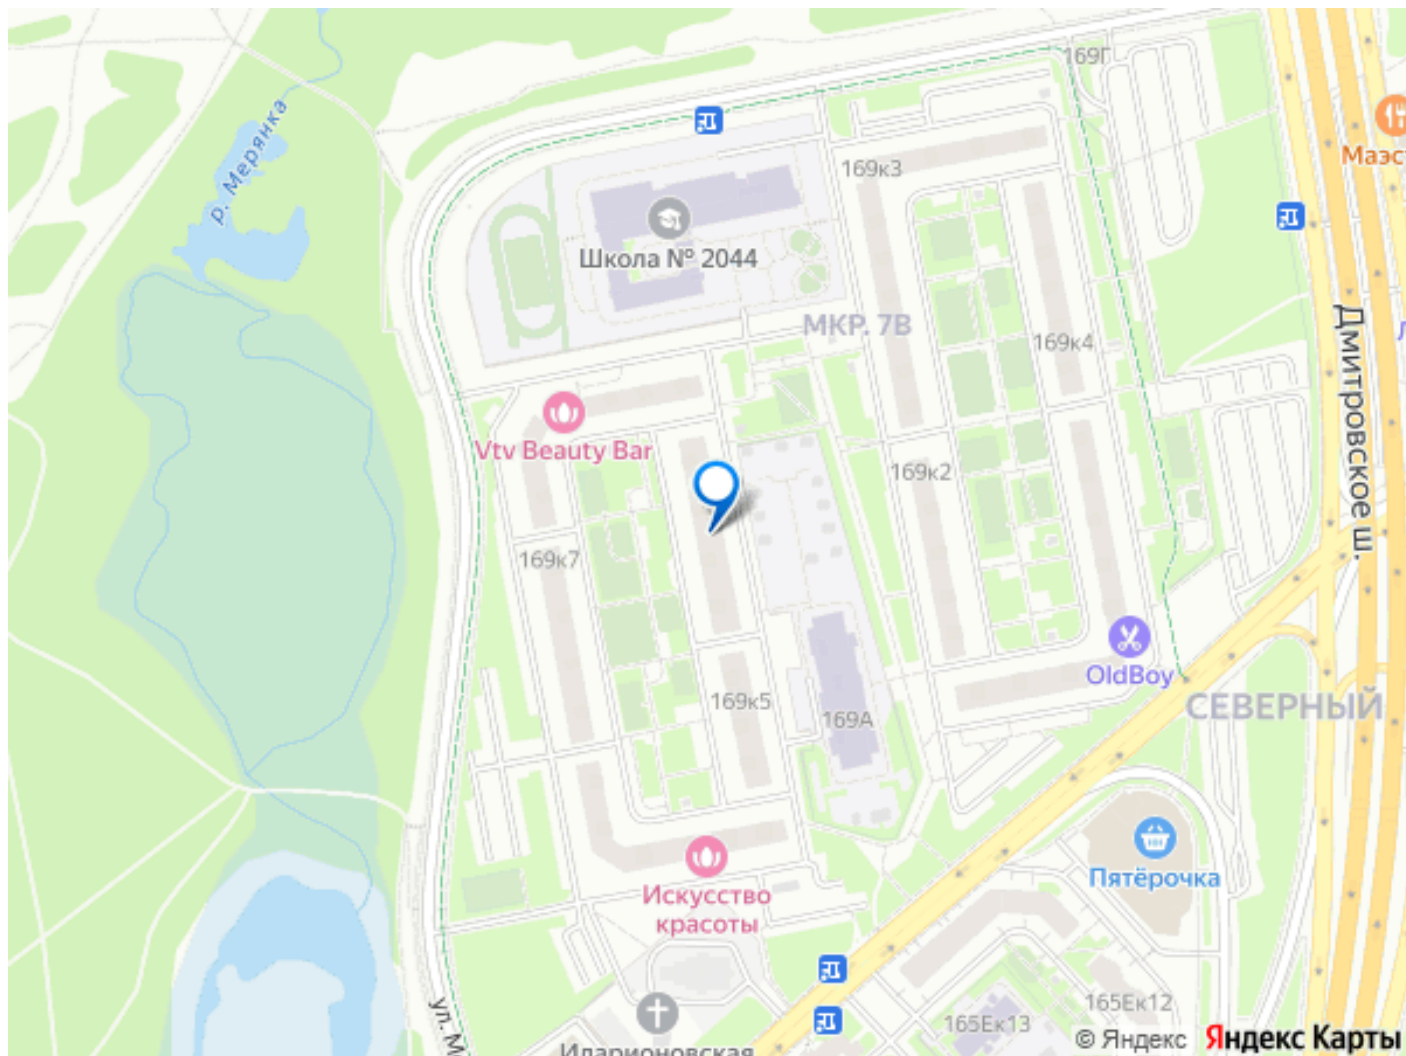 169Г
р. Мерянка
Маэс
169к3
Школа № 2044
МКР. 7В
169к4
Дмитровское ш.
Vtv Beauty Bar
169к2
169к7
OldBoy
169к5
169А
СЕВЕРНЫЙ
Пятёрочка
Искусство
красоты
ул. М
165Ек12
165Ек13
Иларионовская
© Яндекс Яндекс Карты